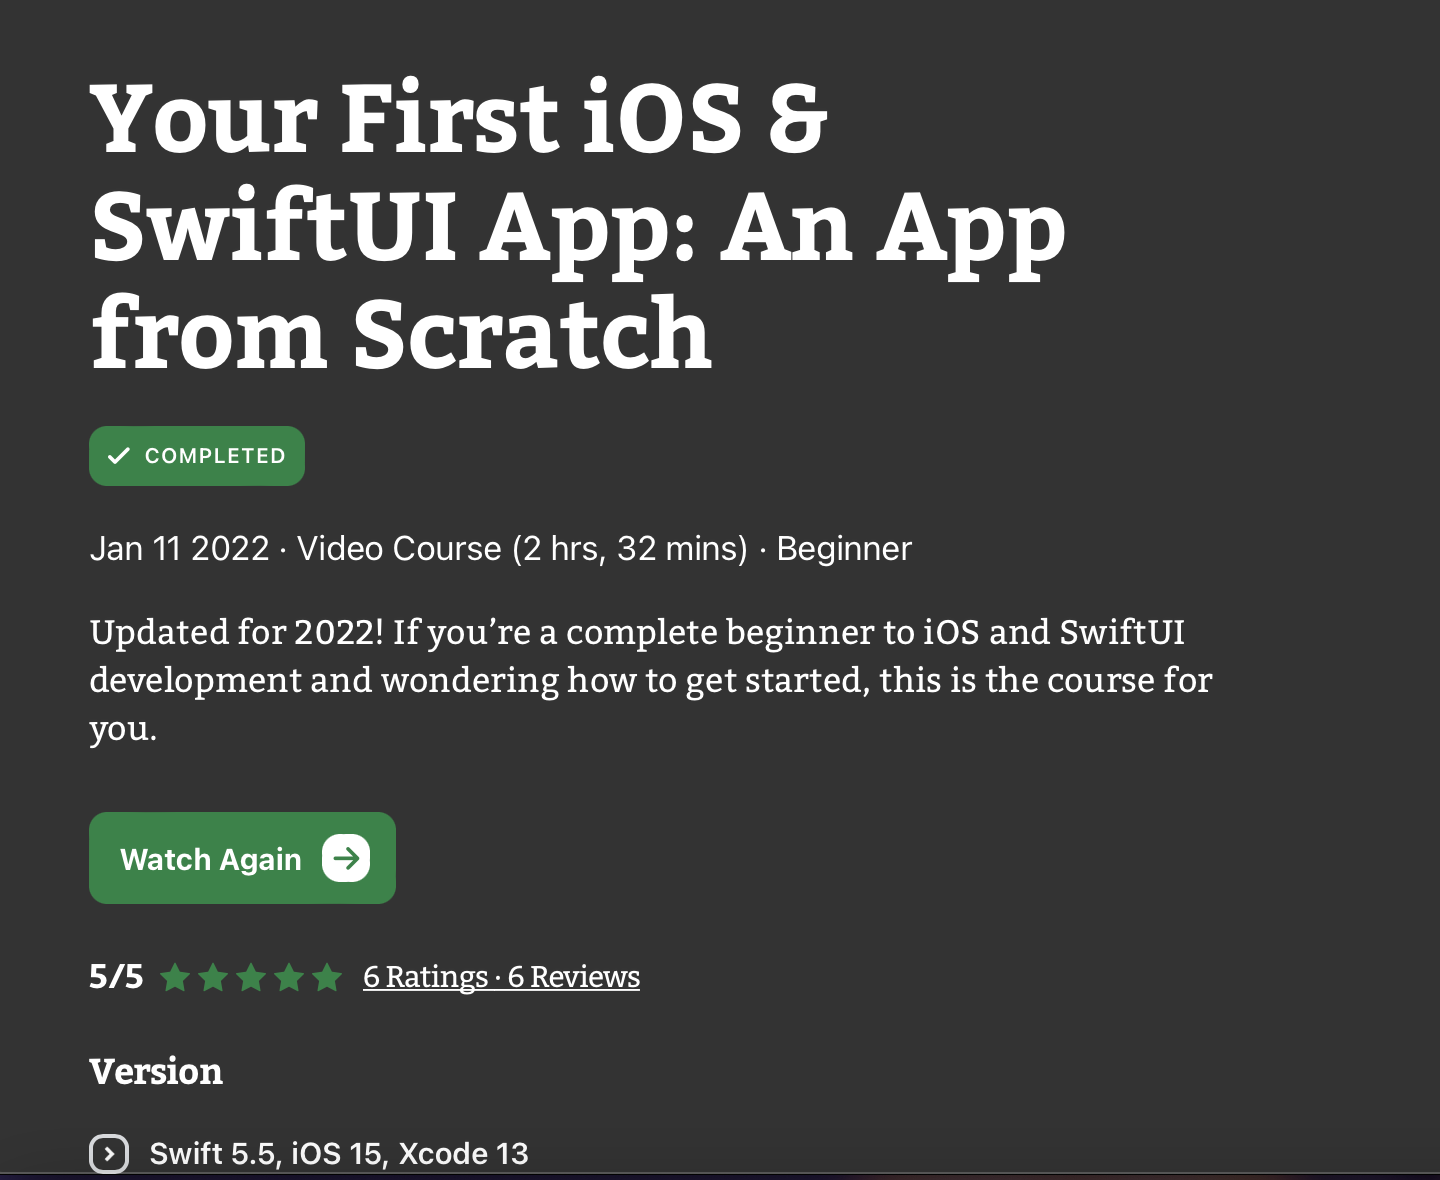 Your First iOS &
SwiftUI App: An App
from Scratch
COMPLETED
Jan 11 2022 · Video Course (2 hrs, 32 mins) · Beginner
Updated for 2022! If you’re a complete beginner to iOS and SwiftUI
development and wondering how to get started, this is the course for
you.
Watch Again
5/5 6 Ratings · 6 Reviews
Version
Swift 5.5, iOS 15, Xcode 13